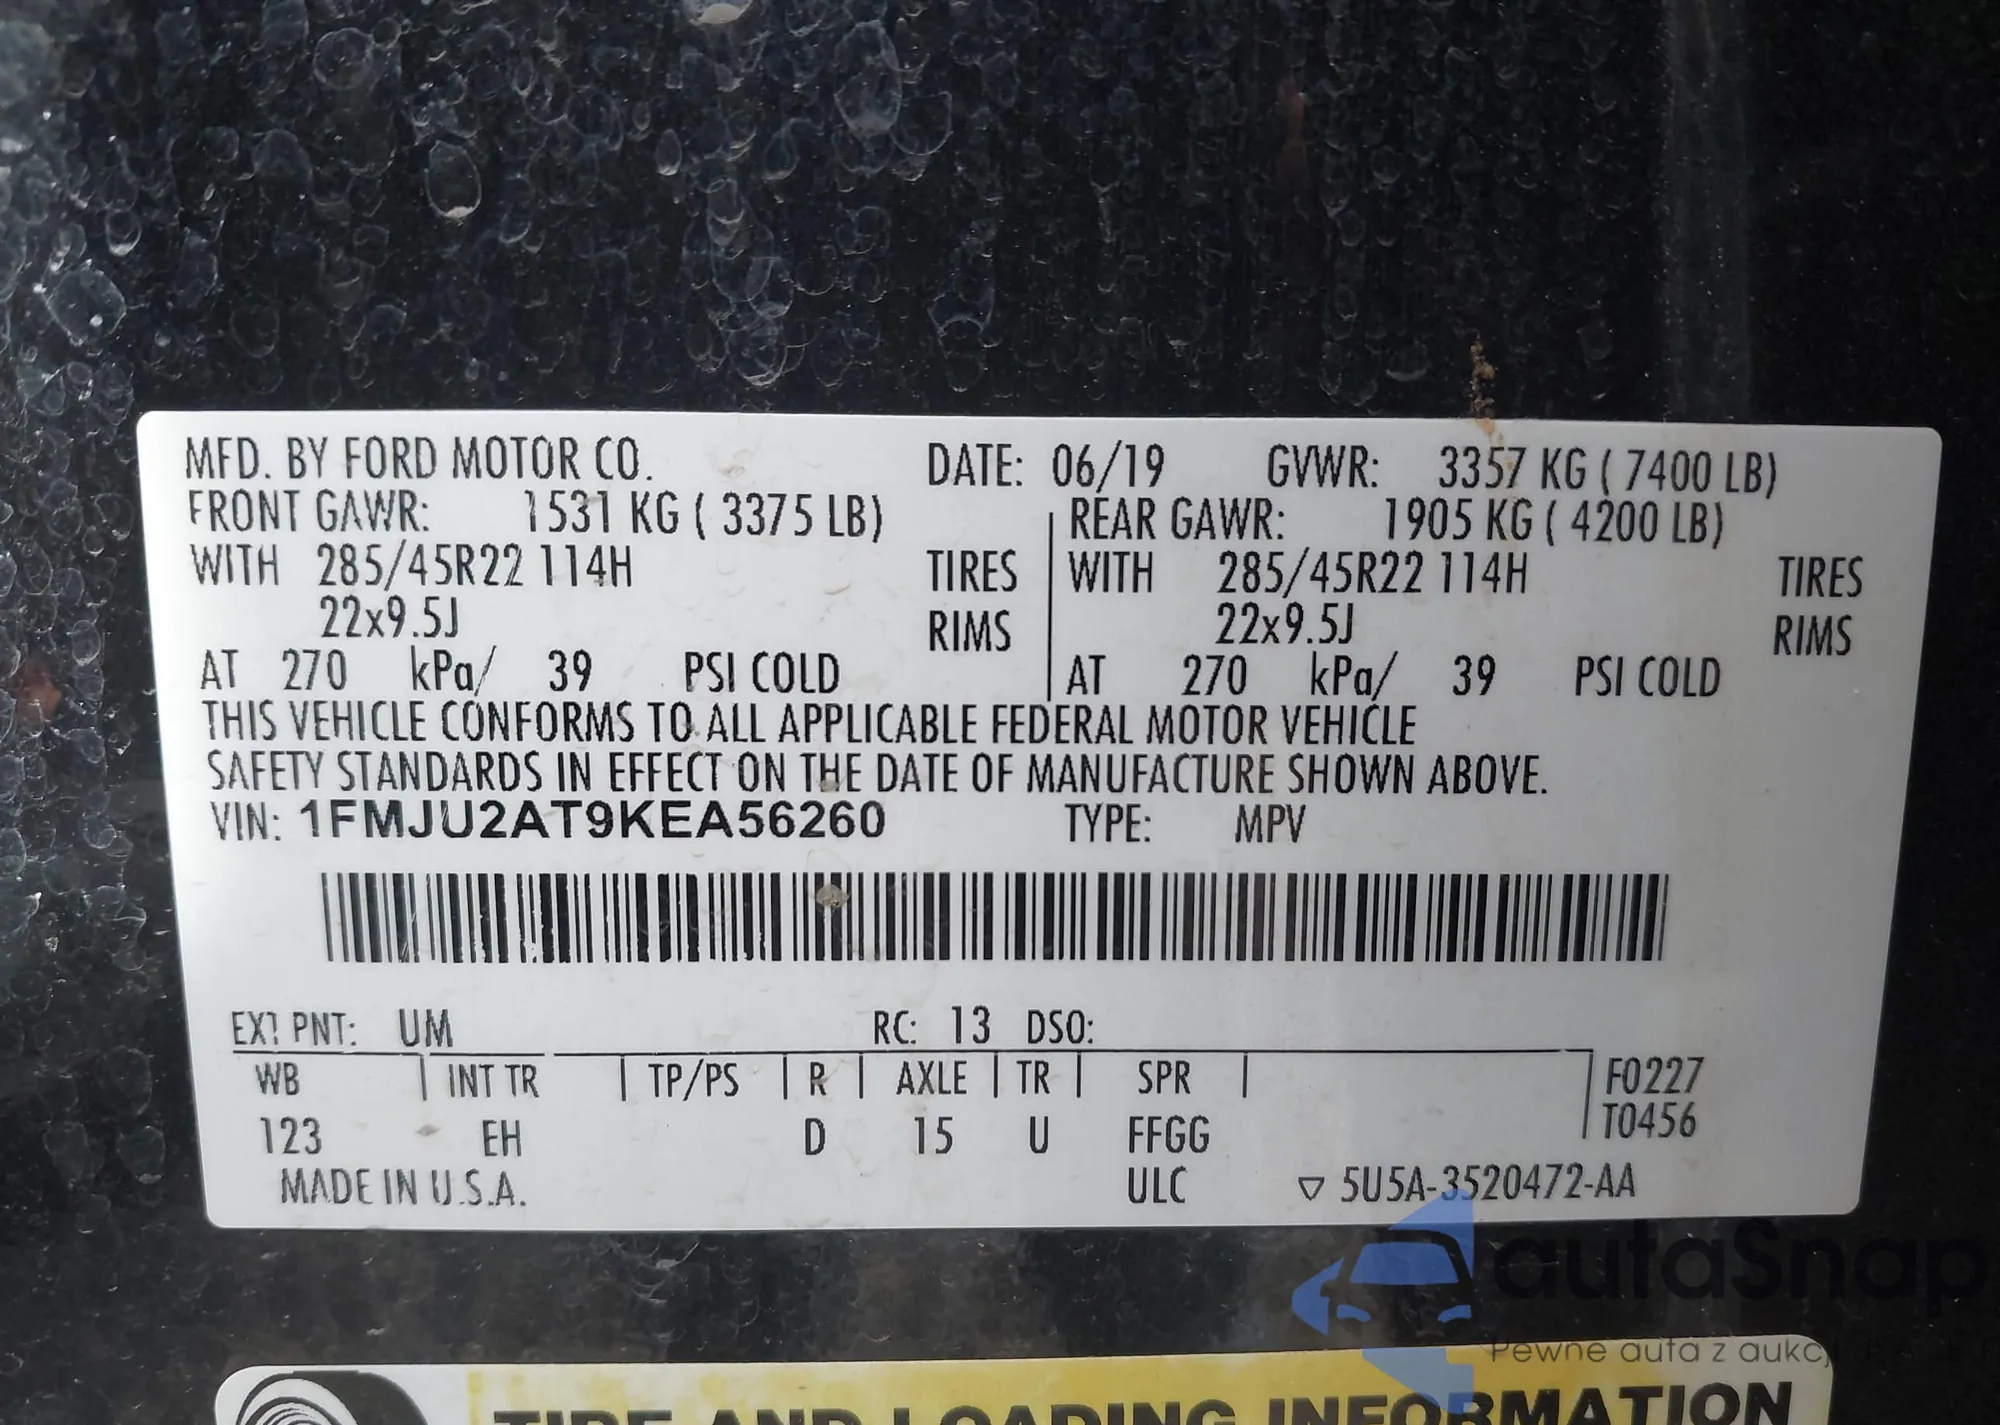 MFD. BY FORD MOTOR CO. DATE: 06/19 GVWR: 3357 KG ( 7400 LB)
FRONT GAWR: 1531 KG ( 3375 LB) REAR GAWR: 1905 KG ( 4200 LB)
WITH 285/45R22 114H TIRES WITH 285/45R22 114H TIRES
22x9.5J RIMS 22x9.5J RIMS
AT 270 kPa/ 39 PSI COLD AT 270 kPa/ 39 PSI COLD
THIS VEHICLE CONFORMS TO ALL APPLICABLE FEDERAL MOTOR VEHICLE
SAFETY STANDARDS IN EFFECT ON THE DATE OF MANUFACTURE SHOWN ABOVE.
VIN: 1FMJU2AT9KEA56260 TYPE: MPV
EXT PNT: UM RC: 13 DSO:
WB INT TR TP/PS R AXLE TR SPR F0227
T0456
123 EH D 15 U FFGG
MADE IN U.S.A. ULC ▽ 5U5A-3520472-AA
autoSnap
Pewne auta z aukcji
TIRE AND LOADING INFORMATION